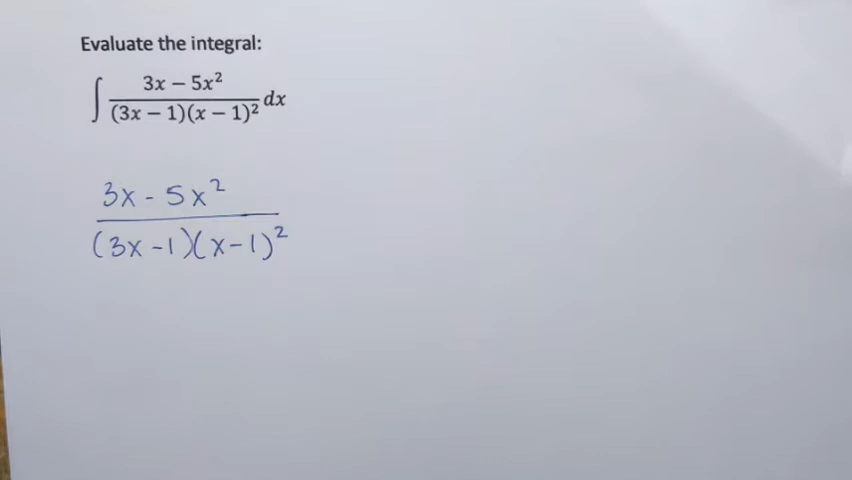 Evaluate the integral:
∫ (3x − 5x²)/((3x − 1)(x − 1)²) dx
3x - 5x²
(3x - 1)(x - 1)²